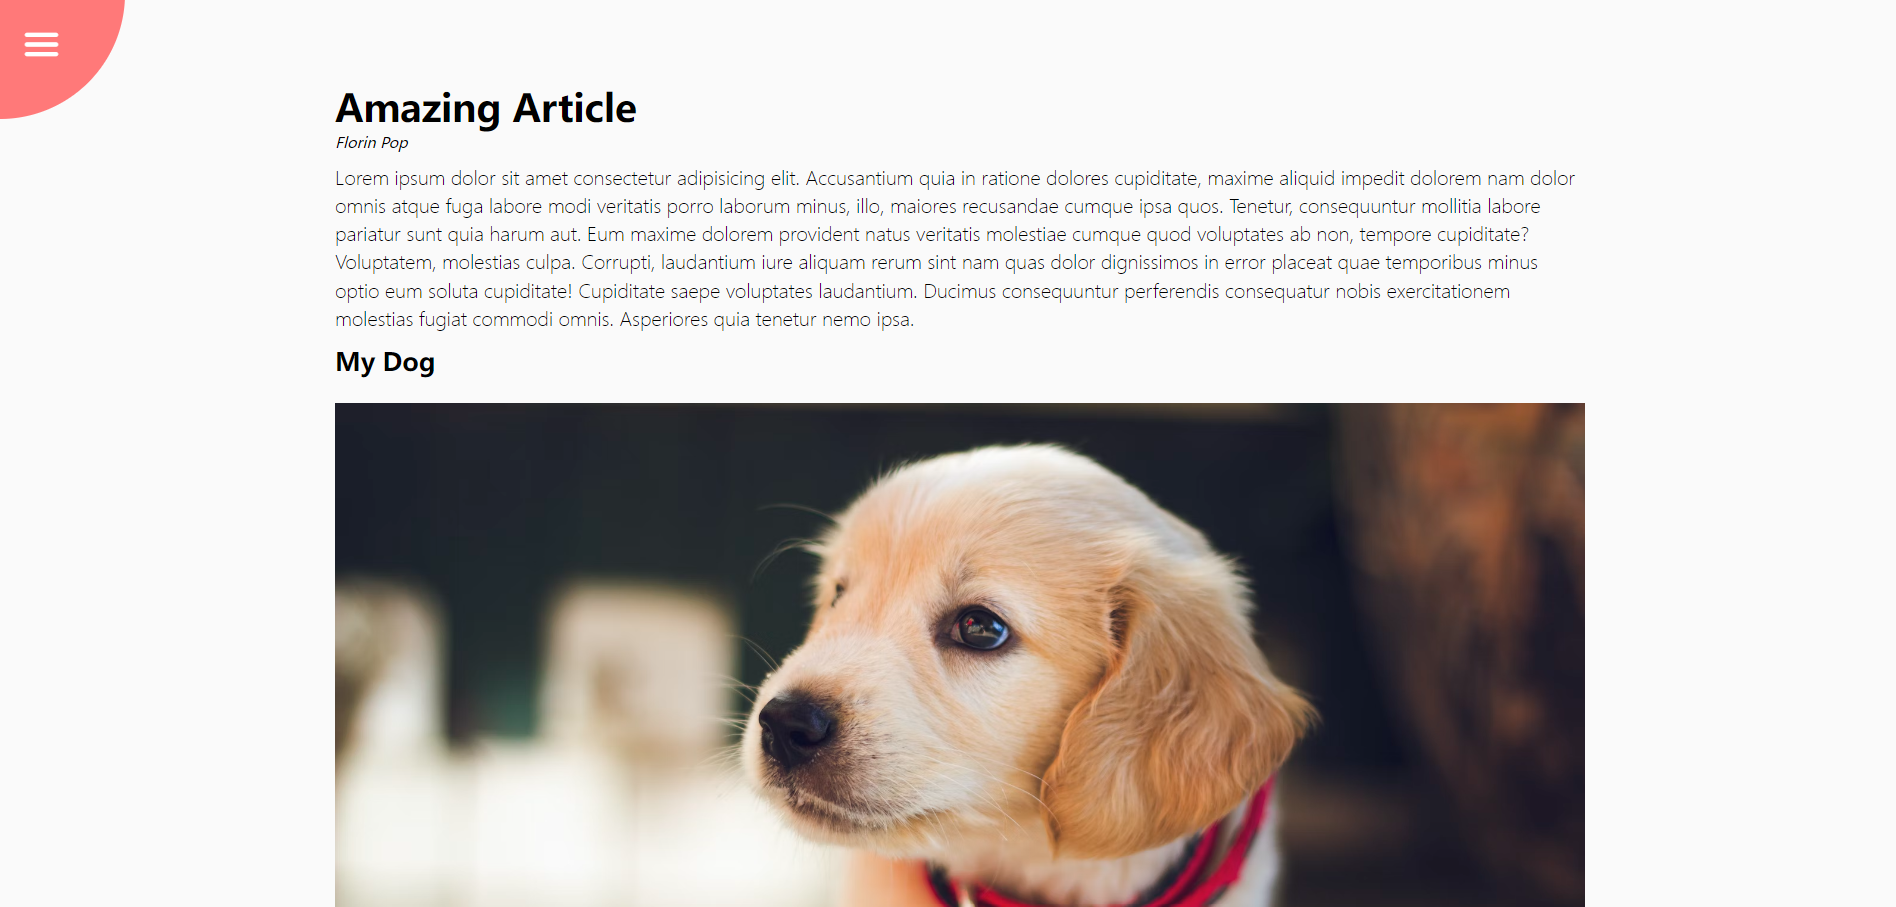 Amazing Article
Florin Pop
Lorem ipsum dolor sit amet consectetur adipisicing elit. Accusantium quia in ratione dolores cupiditate, maxime aliquid impedit dolorem nam dolor
omnis atque fuga labore modi veritatis porro laborum minus, illo, maiores recusandae cumque ipsa quos. Tenetur, consequuntur mollitia labore
pariatur sunt quia harum aut. Eum maxime dolorem provident natus veritatis molestiae cumque quod voluptates ab non, tempore cupiditate?
Voluptatem, molestias culpa. Corrupti, laudantium iure aliquam rerum sint nam quas dolor dignissimos in error placeat quae temporibus minus
optio eum soluta cupiditate! Cupiditate saepe voluptates laudantium. Ducimus consequuntur perferendis consequatur nobis exercitationem
molestias fugiat commodi omnis. Asperiores quia tenetur nemo ipsa.
My Dog